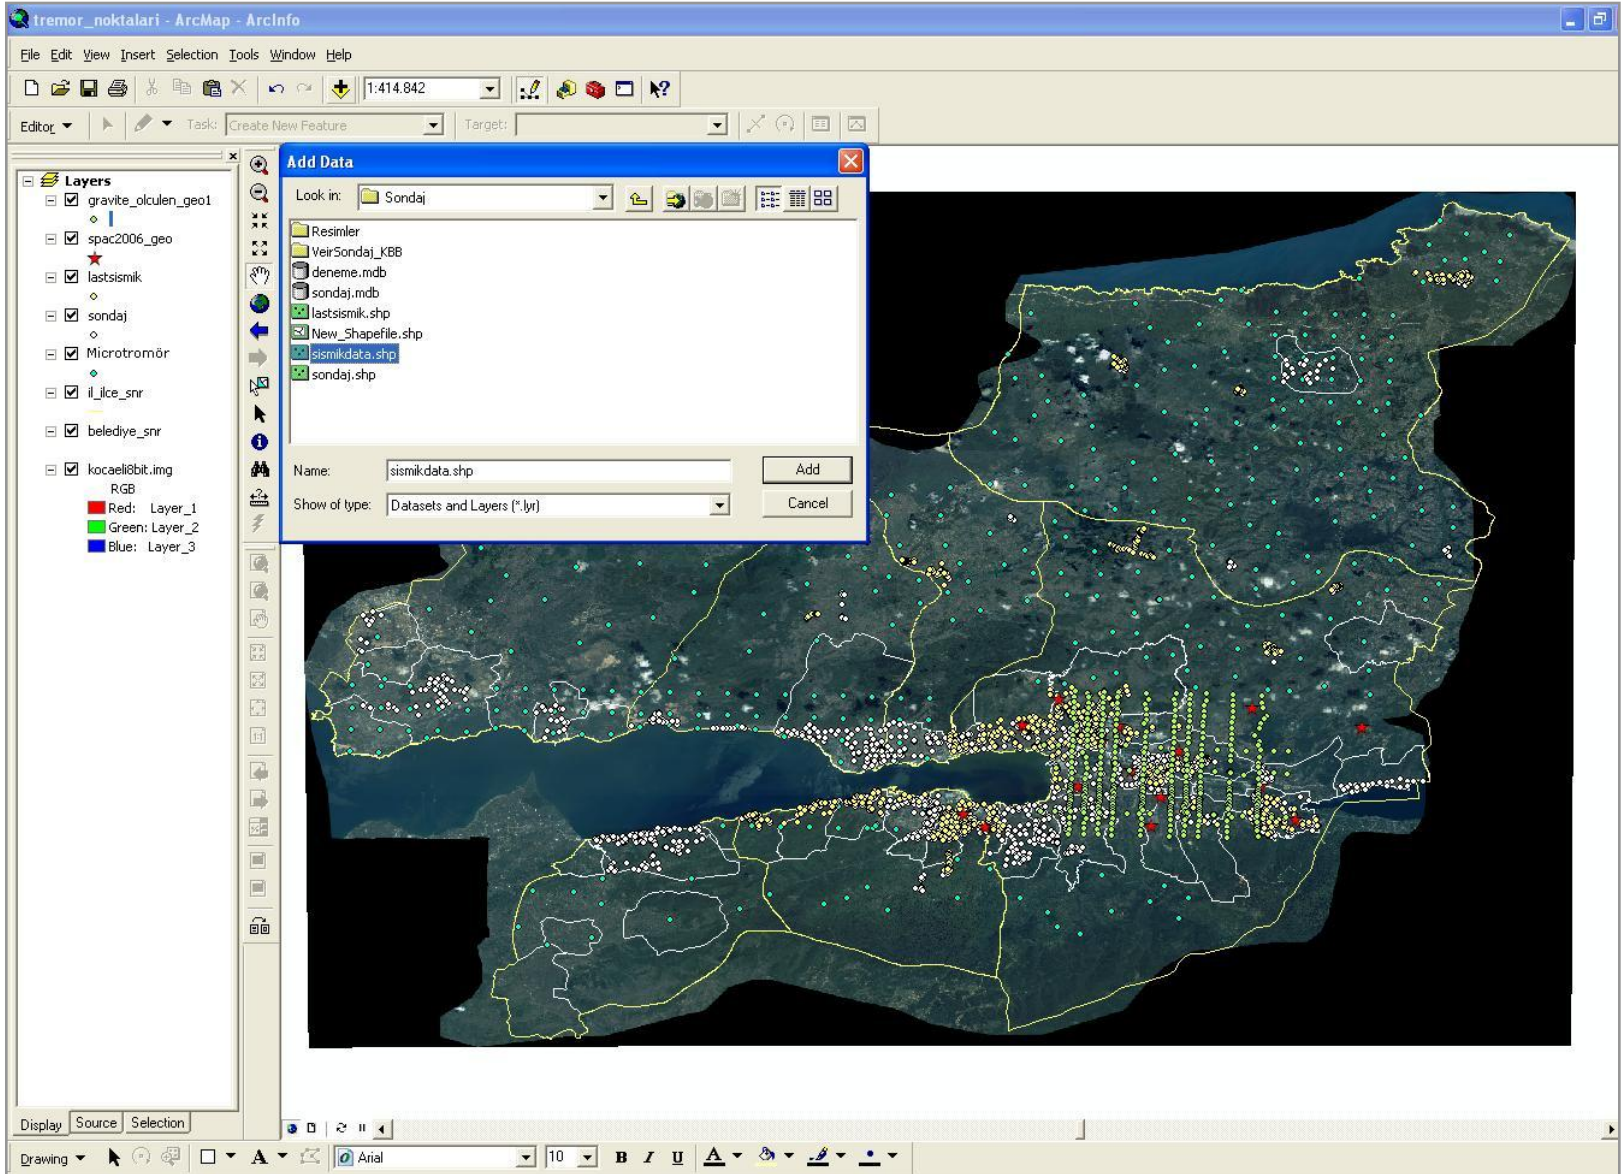 tremor_noktalari - ArcMap - ArcInfo
File Edit View Insert Selection Tools Window Help
1:414.842
Editor Task: Create New Feature Target:
Layers
gravite_olculen_geo1
spac2006_geo
lastsismik
sondaj
Microtromör
il_ilce_snr
belediye_snr
kocaeli8bit.img
RGB
Red: Layer_1
Green: Layer_2
Blue: Layer_3
Add Data
Look in: Sondaj
Resimler
VeirSondaj_KBB
deneme.mdb
sondaj.mdb
lastsismik.shp
New_Shapefile.shp
sismikdata.shp
sondaj.shp
Name: sismikdata.shp Add
Show of type: Datasets and Layers (*.lyr) Cancel
1:1
Display Source Selection
Drawing A Arial 10 B I U A